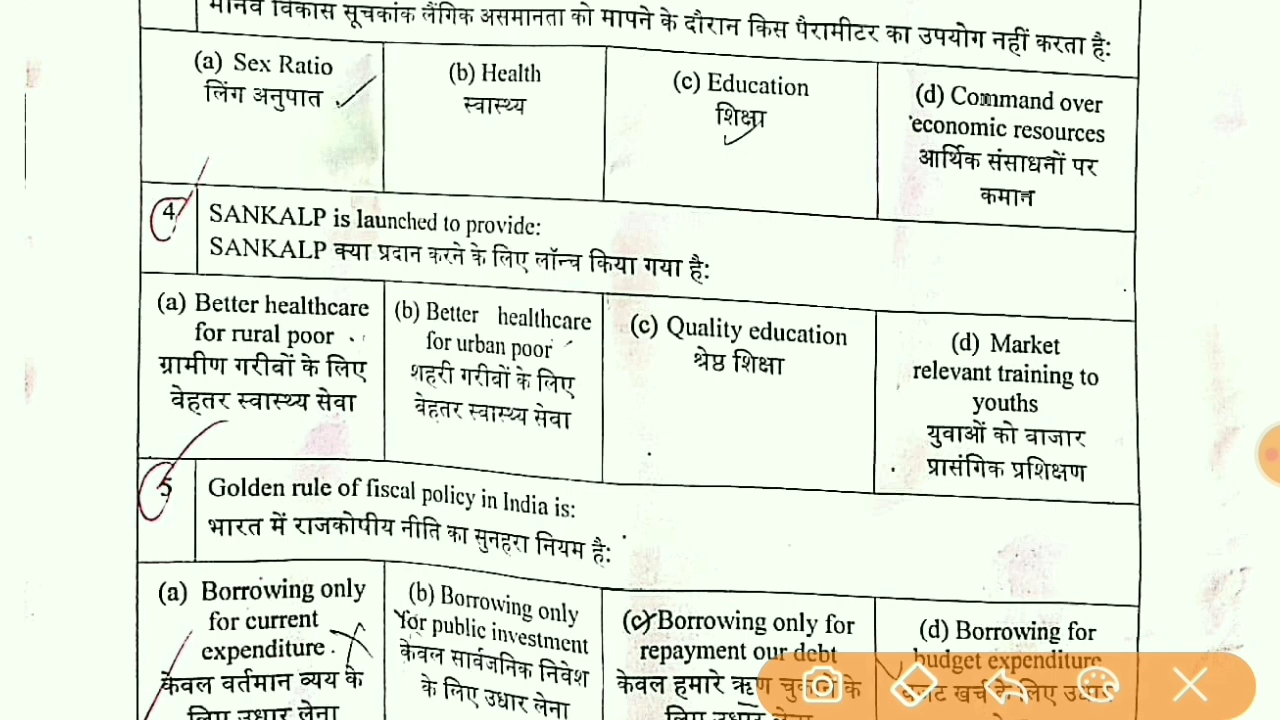 मानव विकास सूचकांक लैंगिक असमानता को मापने के दौरान किस पैरामीटर का उपयोग नहीं करता है:
(a) Sex Ratio
लिंग अनुपात
(b) Health
स्वास्थ्य
(c) Education
शिक्षा
(d) Command over
economic resources
आर्थिक संसाधनों पर
कमान
4
SANKALP is launched to provide:
SANKALP क्या प्रदान करने के लिए लॉन्च किया गया है:
(a) Better healthcare
for rural poor
ग्रामीण गरीवों के लिए
वेहतर स्वास्थ्य सेवा
(b) Better healthcare
for urban poor
शहरी गरीवों के लिए
वेहतर स्वास्थ्य सेवा
(c) Quality education
श्रेष्ठ शिक्षा
(d) Market
relevant training to
youths
युवाओं को वाजार
प्रासंगिक प्रशिक्षण
5
Golden rule of fiscal policy in India is:
भारत में राजकोपीय नीति का सुनहरा नियम है:
(a) Borrowing only
for current
expenditure
केवल वर्तमान व्यय के
लिए उधार लेना
(b) Borrowing only
for public investment
केवल सार्वजनिक निवेश
के लिए उधार लेना
(c) Borrowing only for
repayment our debt
केवल हमारे ऋण चुकाने के
लिए उधार लेना
(d) Borrowing for
budget expenditure
खर्च के लिए उधार